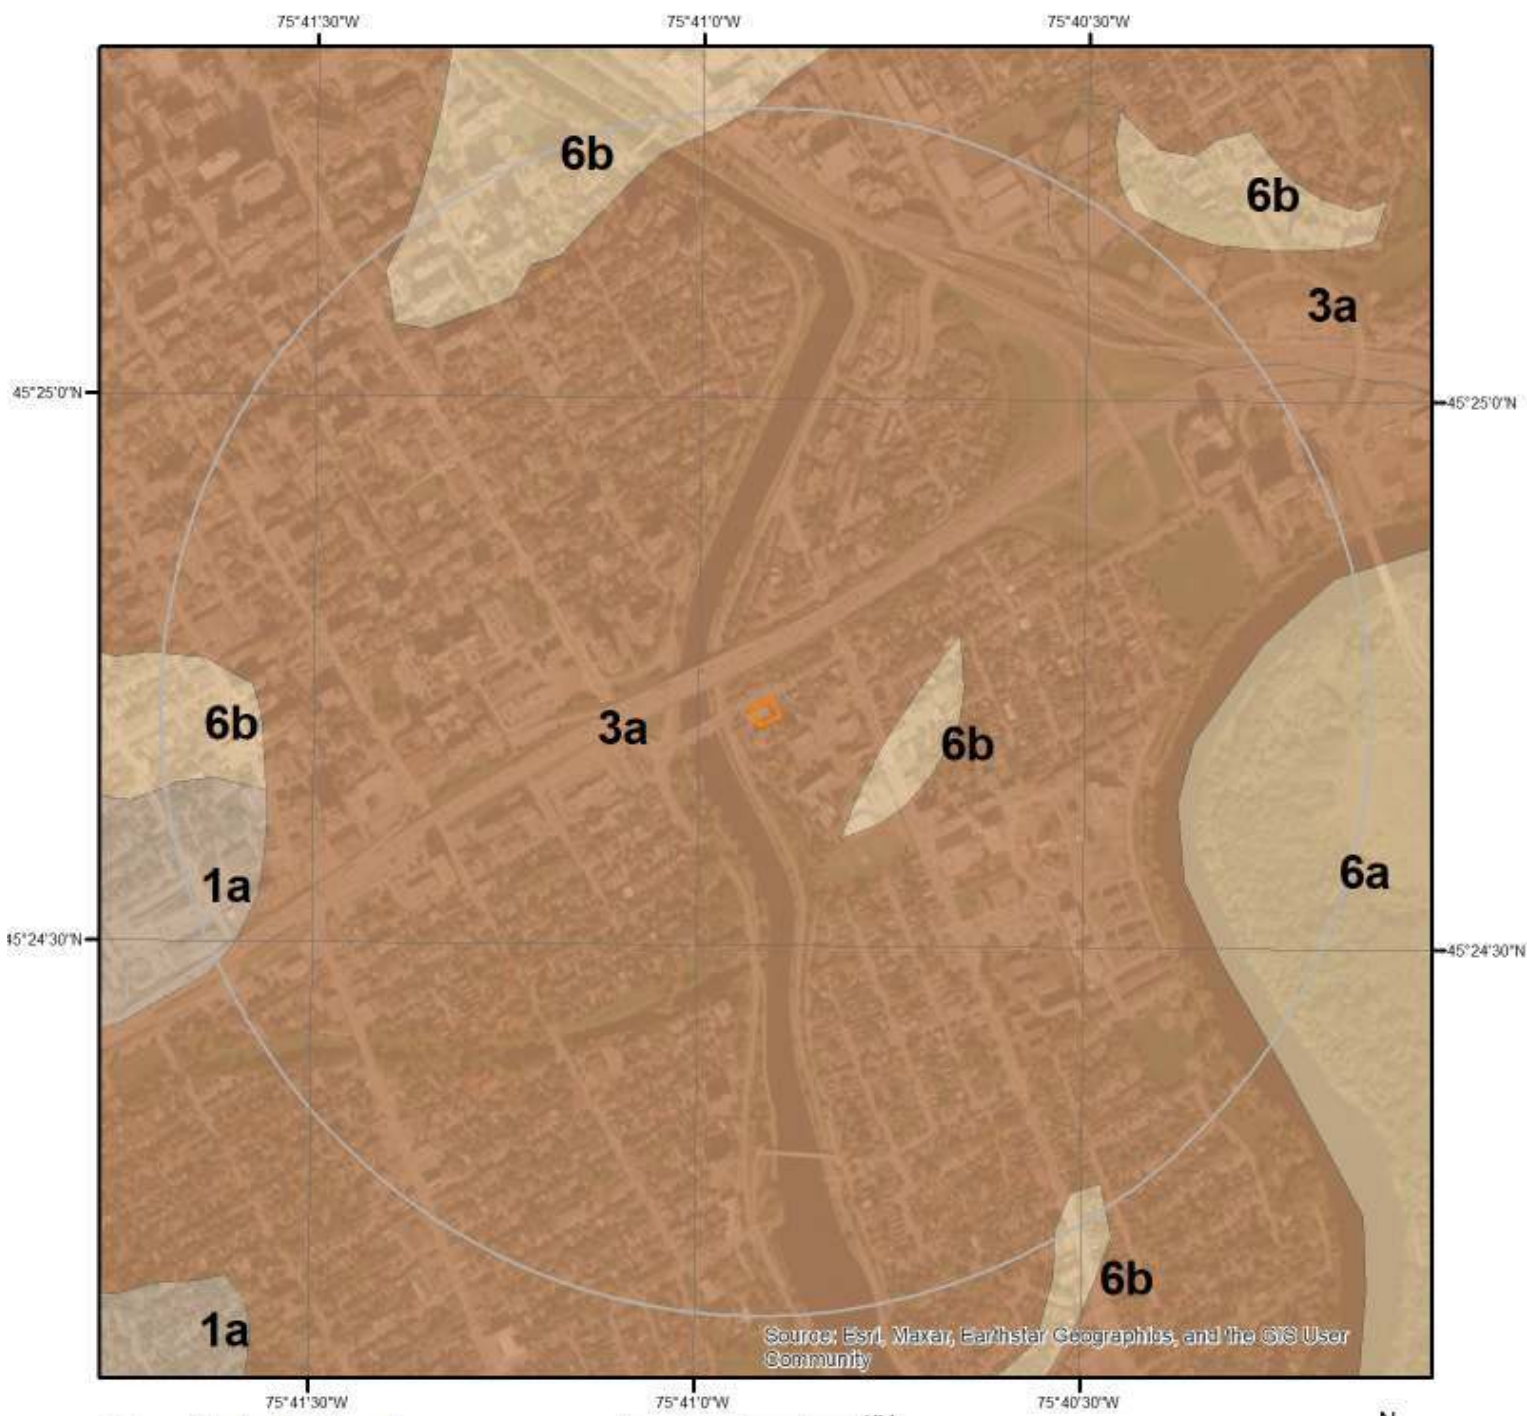 75°41'30"W 75°41'0"W 75°40'30"W
6b
6b
3a
45°25'0"N 45°25'0"N
6b
3a
6b
1a
6a
45°24'30"N 45°24'30"N
6b
1a
Source: Esri, Maxar, Earthstar Geographics, and the GIS User
Community
75°41'30"W 75°41'0"W 75°40'30"W
N